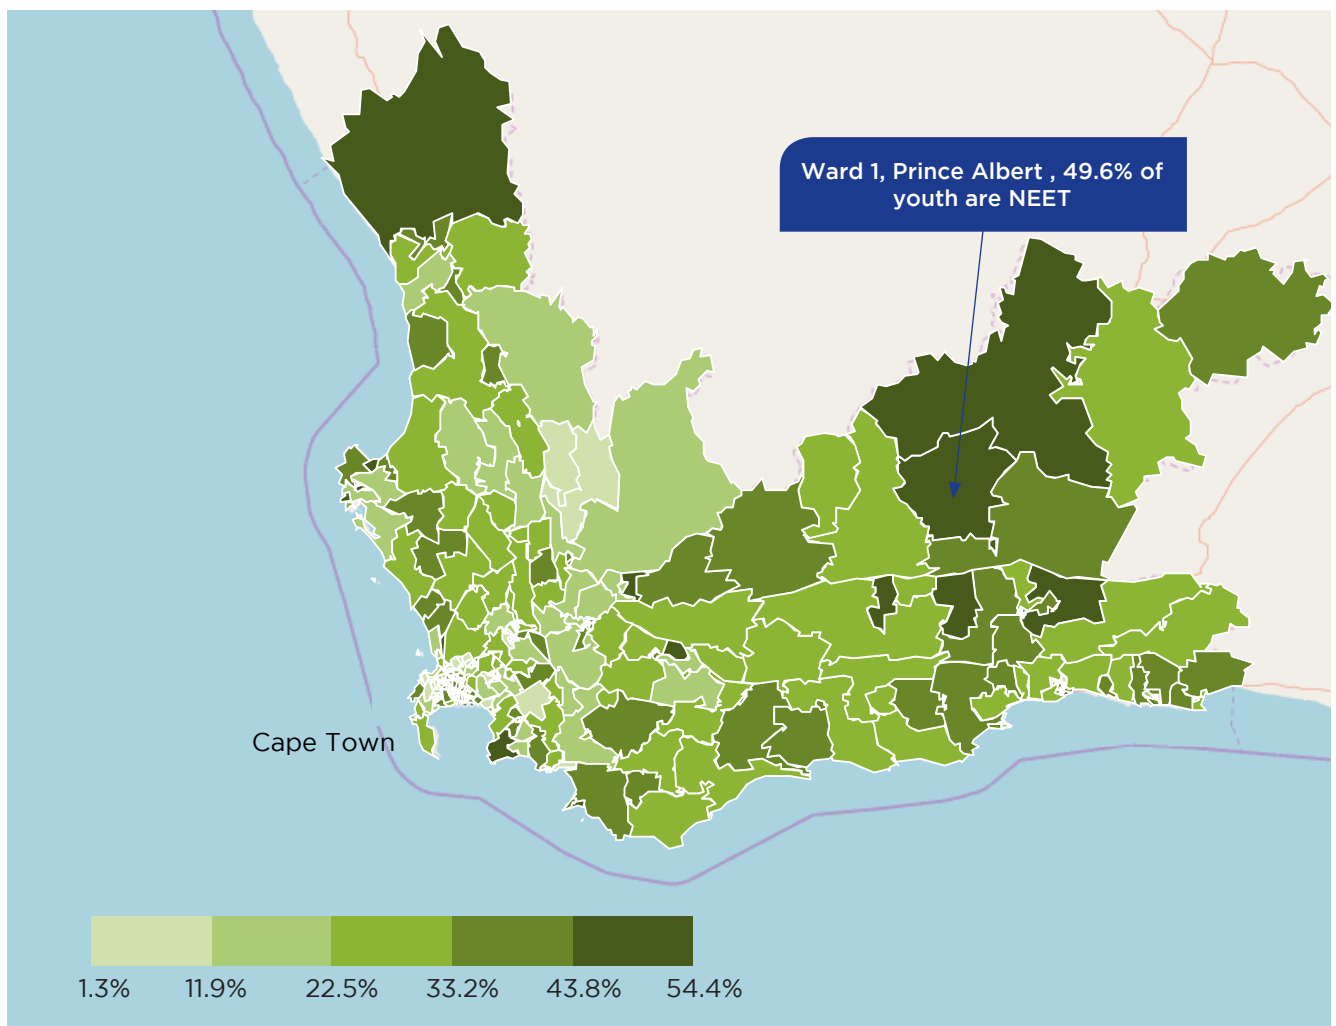 Ward 1, Prince Albert , 49.6% of
youth are NEET
Cape Town
1.3% 11.9% 22.5% 33.2% 43.8% 54.4%